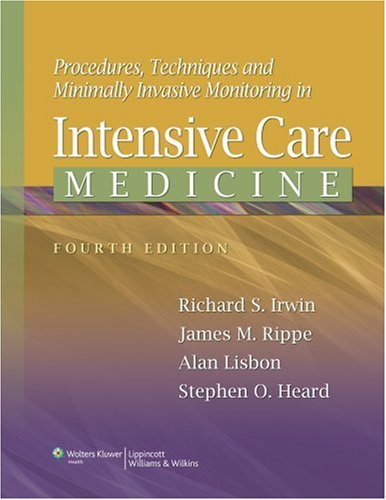 Procedures, Techniques and
Minimally Invasive Monitoring in
Intensive Care
MEDICINE
FOURTH EDITION
Richard S. Irwin
James M. Rippe
Alan Lisbon
Stephen O. Heard
Wolters Kluwer
Health
Lippincott
Williams & Wilkins